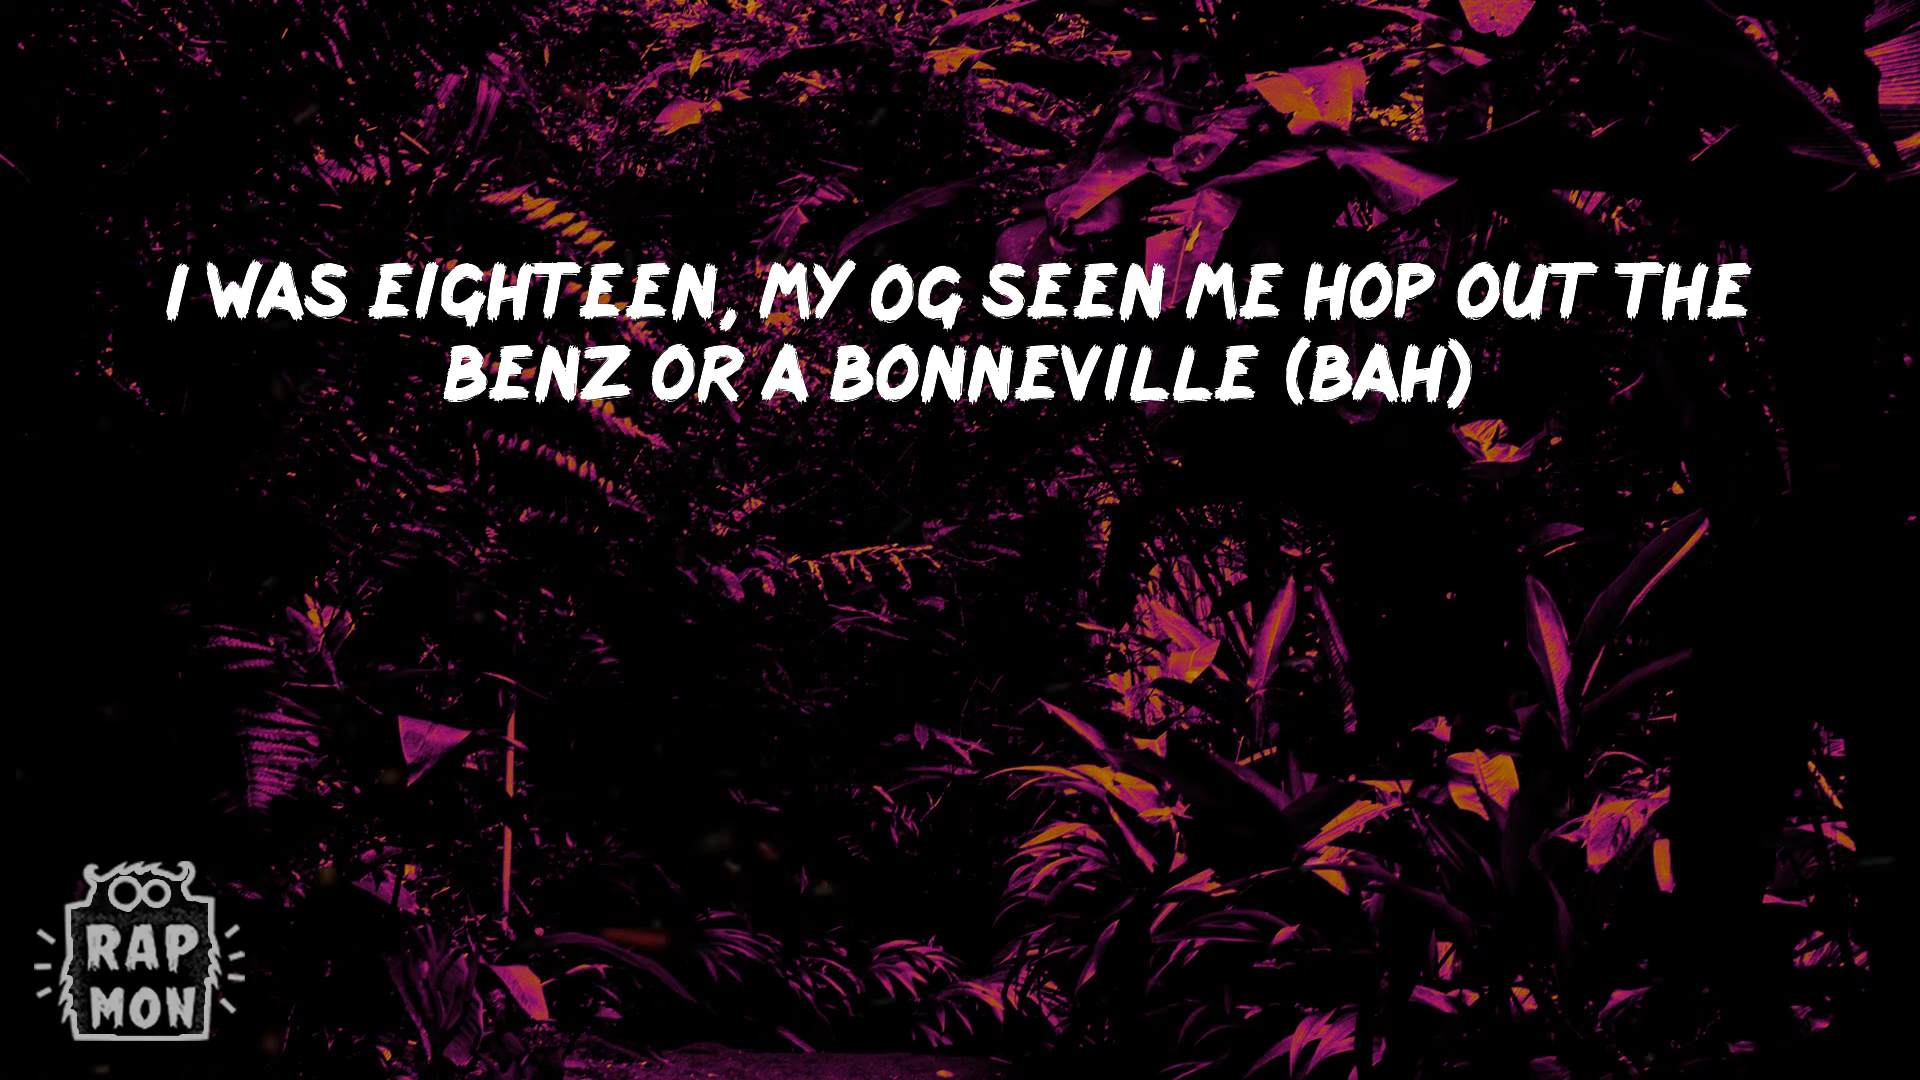 I WAS EIGHTEEN, MY OG SEEN ME HOP OUT THE
BENZ OR A BONNEVILLE (BAH)
RAP
MON